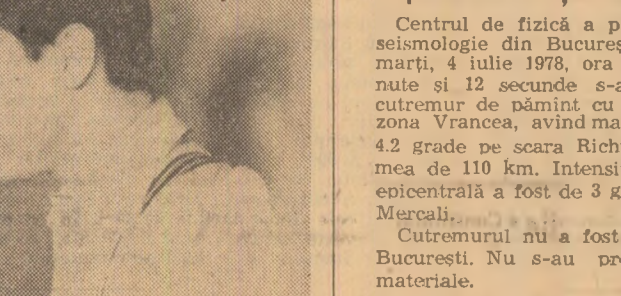 Centrul de fizică a p
seismologie din Bucureș
marți, 4 iulie 1978, ora
nute și 12 secunde s-a
cutremur de pămînt cu
zona Vrancea, avînd ma
4.2 grade pe scara Rich
mea de 110 km. Intensi
epicentrală a fost de 3 g
Mercali.
Cutremurul nu a fost
București. Nu s-au pr
materiale.